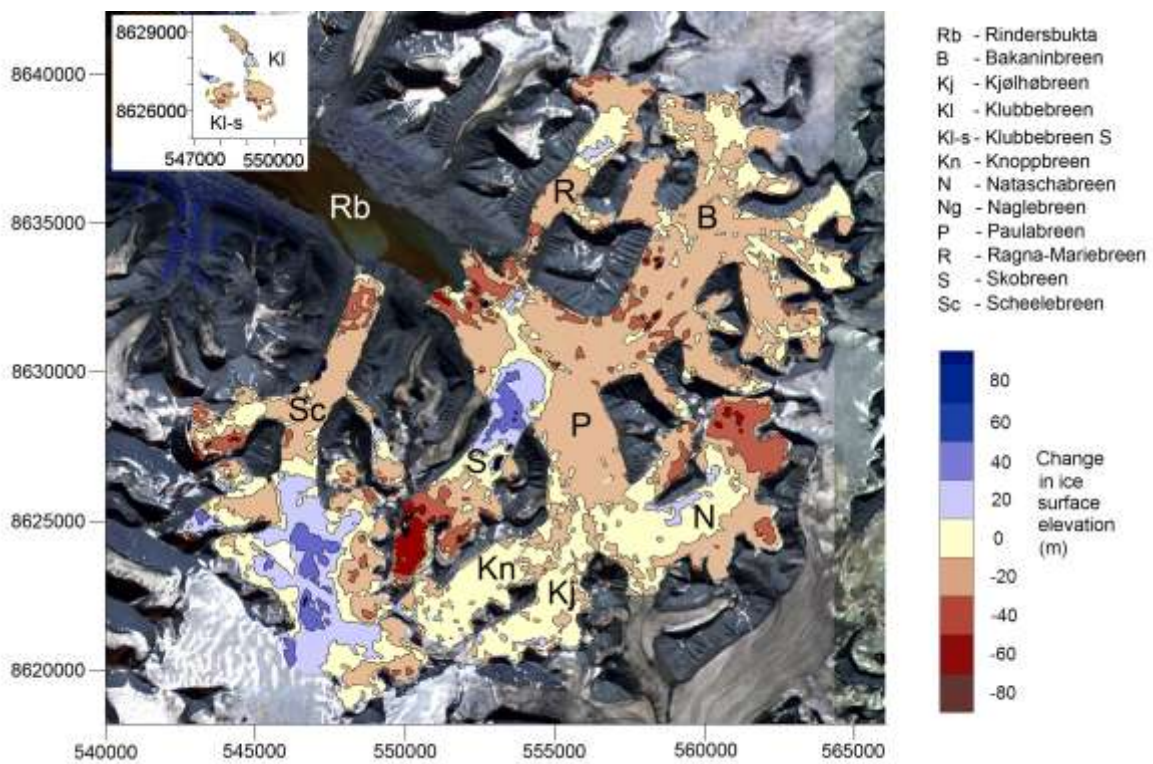 8629000
Kl
8626000
Kl-s
547000 550000
8640000
8635000
8630000
8625000
8620000
540000 545000 550000 555000 560000 565000
Rb
R
B
Sc
S
P
N
Kn
Kj
Rb - Rindersbukta
B - Bakaninbreen
Kj - Kjølhøbreen
Kl - Klubbebreen
Kl-s - Klubbebreen S
Kn - Knoppbreen
N - Nataschabreen
Ng - Naglebreen
P - Paulabreen
R - Ragna-Mariebreen
S - Skobreen
Sc - Scheelebreen
80
60
40
20
0
-20
-40
-60
-80
Change
in ice
surface
elevation
(m)